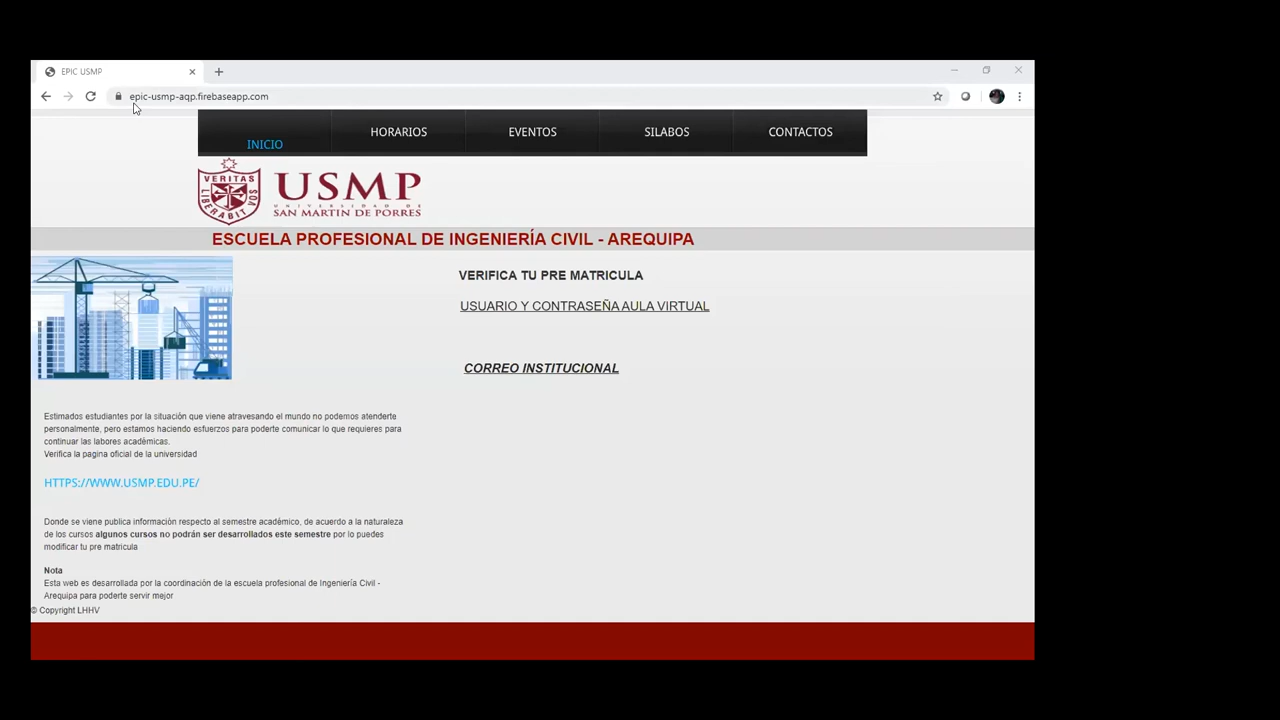 EPIC USMP
epic-usmp-aqp.firebaseapp.com
INICIO
HORARIOS
EVENTOS
SILABOS
CONTACTOS
VERITAS
LIBERABIT
VOS
USMP
UNIVERSIDAD DE
SAN MARTIN DE PORRES
ESCUELA PROFESIONAL DE INGENIERÍA CIVIL - AREQUIPA
VERIFICA TU PRE MATRICULA
USUARIO Y CONTRASEÑA AULA VIRTUAL
CORREO INSTITUCIONAL
Estimados estudiantes por la situación que viene atravesando el mundo no podemos atenderte
personalmente, pero estamos haciendo esfuerzos para poderte comunicar lo que requieres para
continuar las labores académicas.
Verifica la pagina oficial de la universidad
HTTPS://WWW.USMP.EDU.PE/
Donde se viene publica información respecto al semestre académico, de acuerdo a la naturaleza
de los cursos algunos cursos no podrán ser desarrollados este semestre por lo puedes
modificar tu pre matricula
Nota
Esta web es desarrollada por la coordinación de la escuela profesional de Ingeniería Civil -
Arequipa para poderte servir mejor
© Copyright LHHV